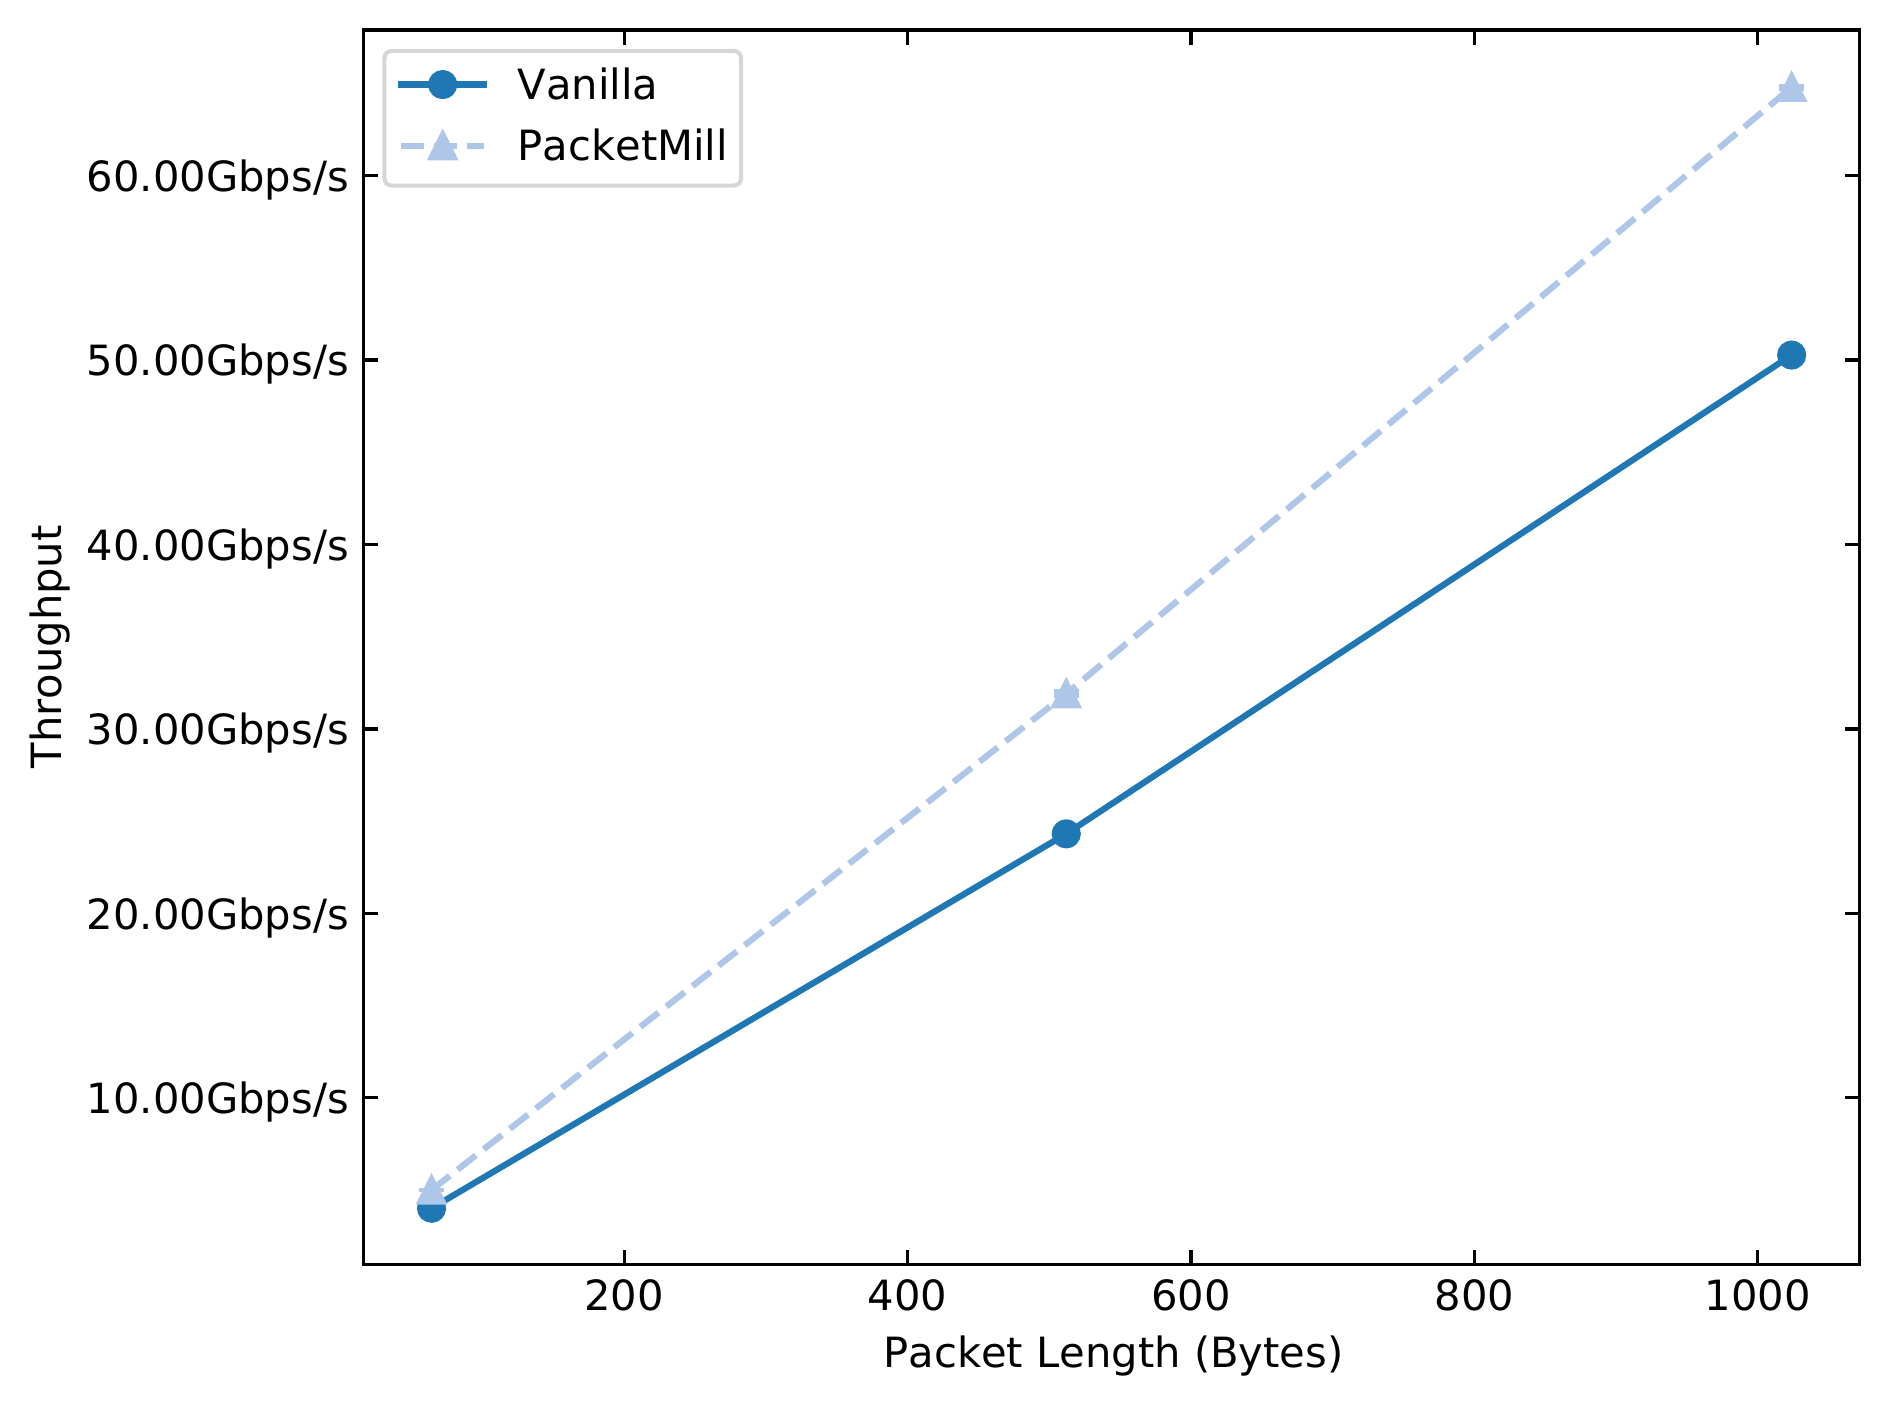 Vanilla
PacketMill
60.00Gbps/s
50.00Gbps/s
40.00Gbps/s
30.00Gbps/s
20.00Gbps/s
10.00Gbps/s
Throughput
200 400 600 800 1000
Packet Length (Bytes)